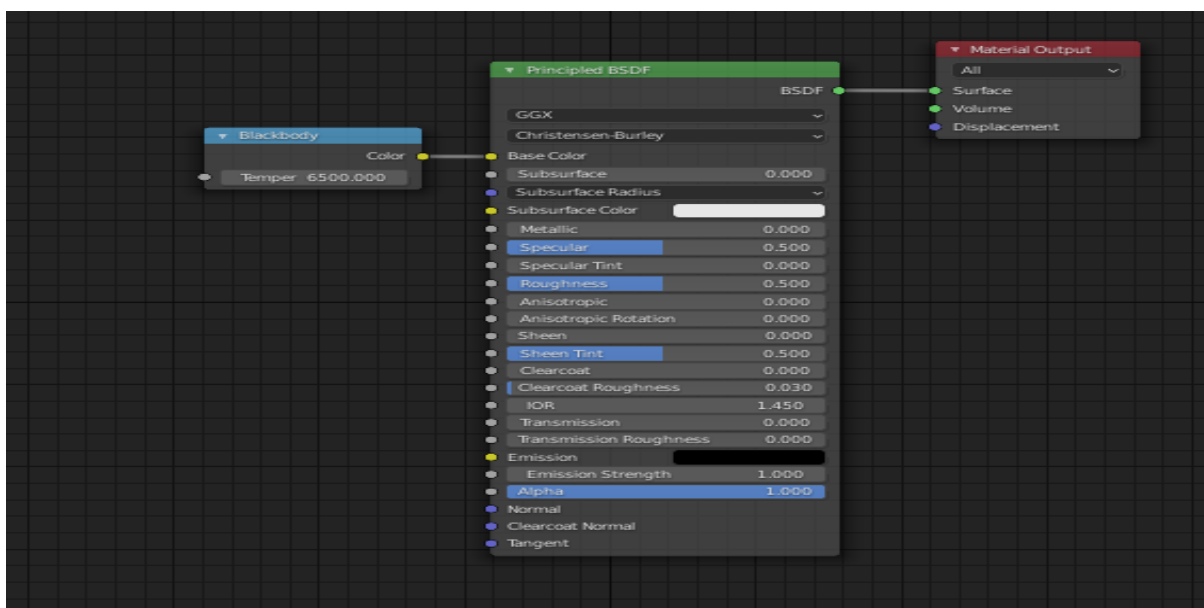 Blackbody
Color
Temper 6500.000
Principled BSDF
BSDF
GGX
Christensen-Burley
Base Color
Subsurface 0.000
Subsurface Radius
Subsurface Color
Metallic 0.000
Specular 0.500
Specular Tint 0.000
Roughness 0.500
Anisotropic 0.000
Anisotropic Rotation 0.000
Sheen 0.000
Sheen Tint 0.500
Clearcoat 0.000
Clearcoat Roughness 0.030
IOR 1.450
Transmission 0.000
Transmission Roughness 0.000
Emission
Emission Strength 1.000
Alpha 1.000
Normal
Clearcoat Normal
Tangent
Material Output
All
Surface
Volume
Displacement